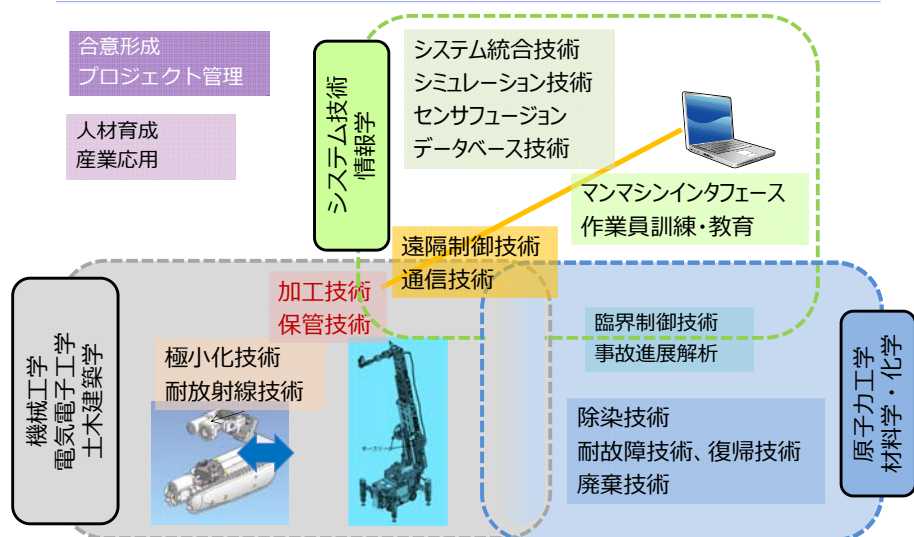 合意形成
プロジェクト管理
人材育成
産業応用
システム技術
情報学
システム統合技術
シミュレーション技術
センサフュージョン
データベース技術
マンマシンインタフェース
作業員訓練・教育
遠隔制御技術
通信技術
加工技術
保管技術
極小化技術
耐放射線技術
機械工学
電気電子工学
土木建築学
臨界制御技術
事故進展解析
除染技術
耐故障技術、復帰技術
廃棄技術
原子力工学
材料学・化学